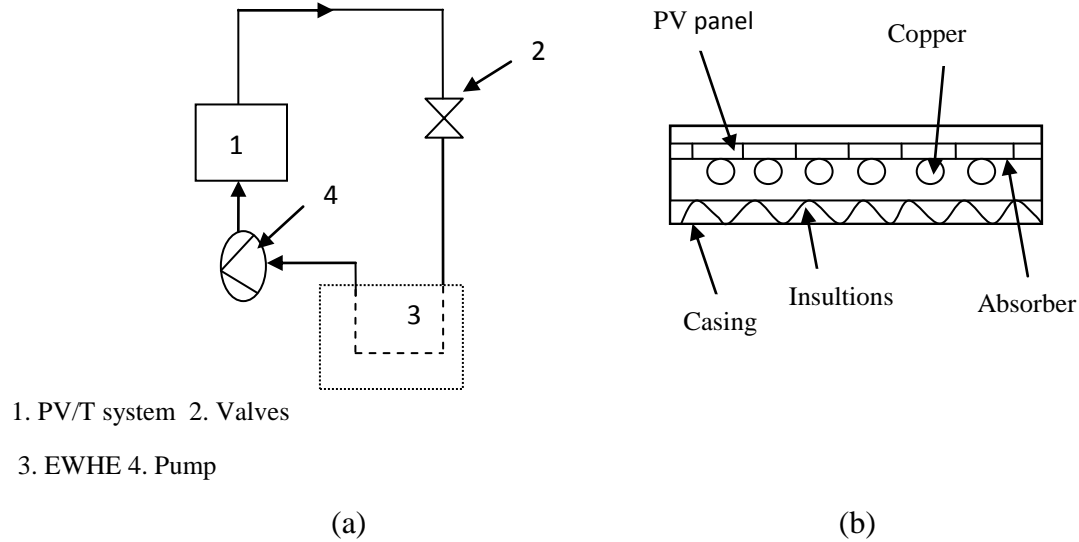 2
1
4
3
1. PV/T system 2. Valves
3. EWHE 4. Pump
(a)
PV panel
Copper
Insultions
Absorber
Casing
(b)